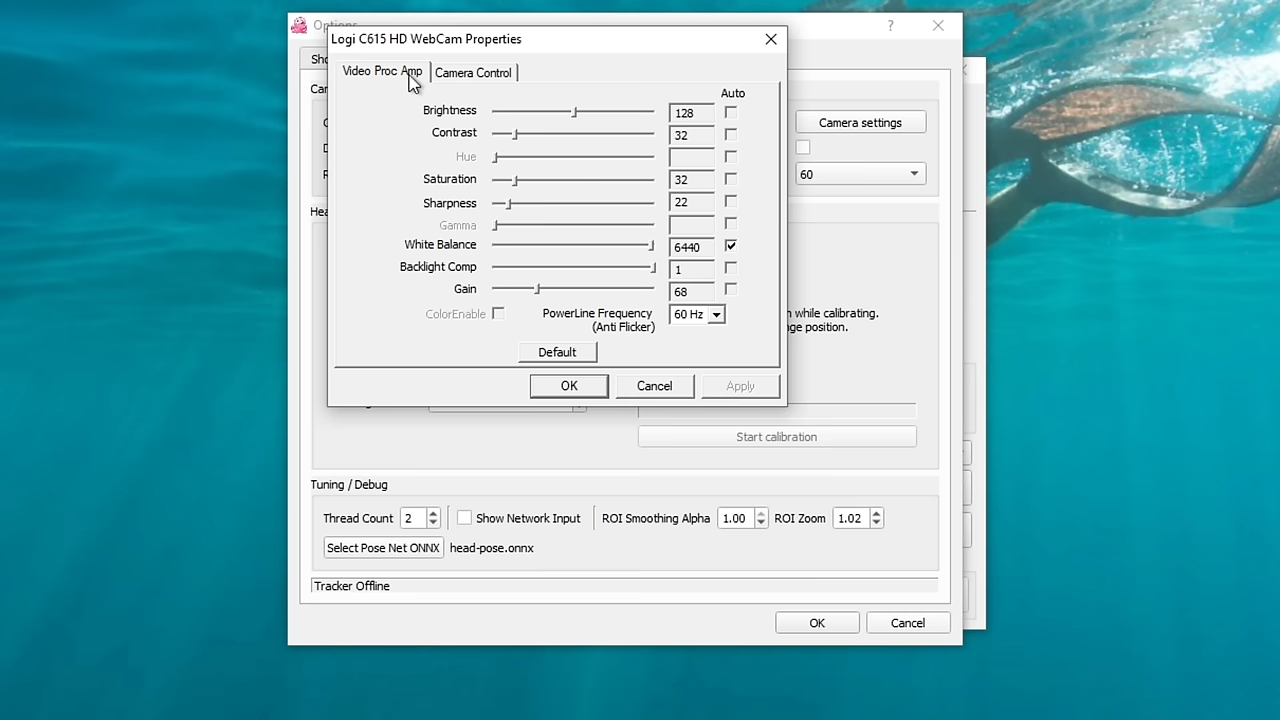 Options
?
Logi C615 HD WebCam Properties
Sho
Video Proc Amp
Camera Control
Auto
Brightness 128
Contrast 32
Hue
Saturation 32
Sharpness 22
Gamma
White Balance 6440
Backlight Comp 1
Gain 68
ColorEnable PowerLine Frequency 60 Hz
(Anti Flicker)
Default
OK Cancel Apply
Camera settings
60
Hea
n while calibrating.
nge position.
Start calibration
Tuning / Debug
Thread Count 2 Show Network Input ROI Smoothing Alpha 1.00 ROI Zoom 1.02
Select Pose Net ONNX head-pose.onnx
Tracker Offline
OK Cancel